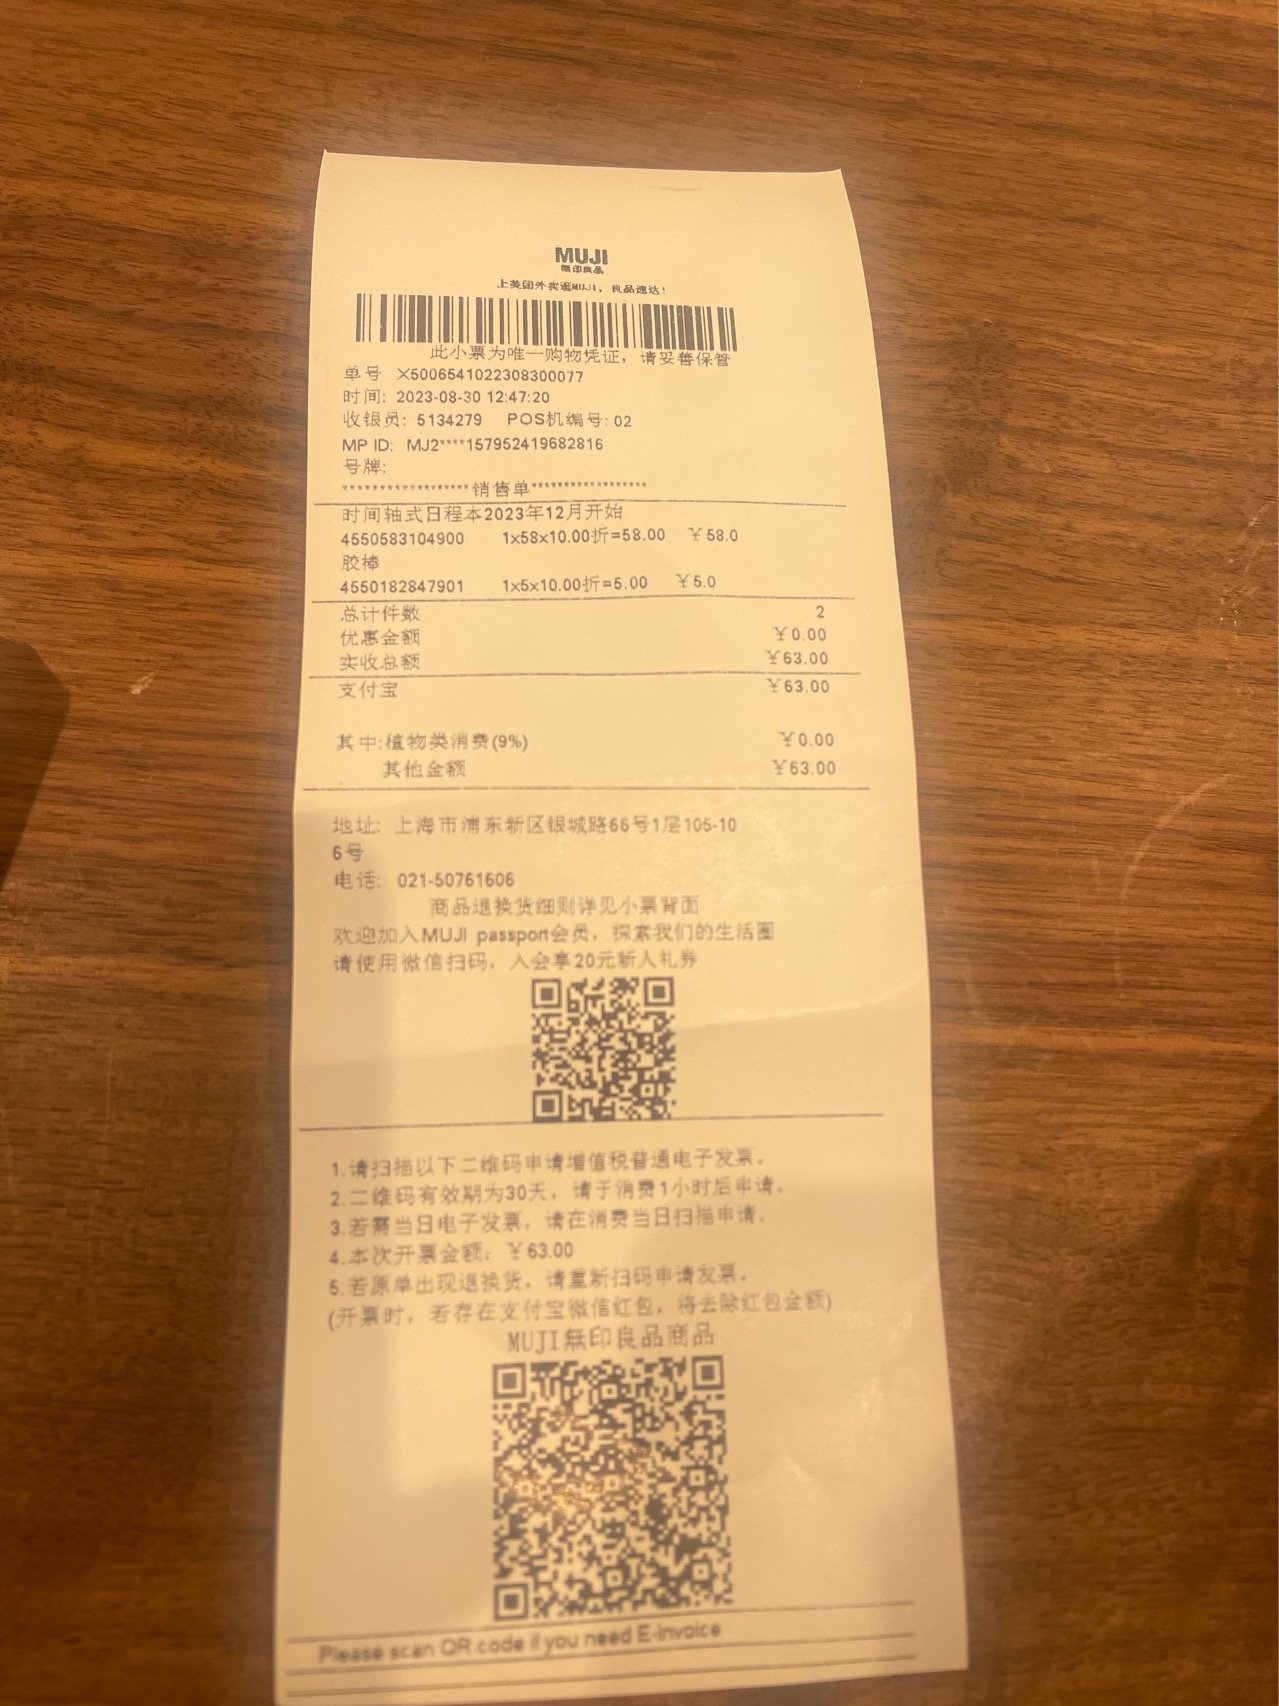 MUJI
無印良品
上美团外卖逛MUJI，良品速达！
此小票为唯一购物凭证，请妥善保管
单号 X5006541022308300077
时间: 2023-08-30 12:47:20
收银员: 5134279 POS机编号: 02
MP ID: MJ2****157952419682816
号牌:
*******************销售单******************
时间轴式日程本2023年12月开始
4550583104900 1x58x10.00折=58.00 ￥58.0
胶棒
4550182847901 1x5x10.00折=5.00 ￥5.0
总计件数 2
优惠金额 ￥0.00
实收总额 ￥63.00
支付宝 ￥63.00
其中:植物类消费(9%) ￥0.00
其他金额 ￥63.00
地址: 上海市浦东新区银城路66号1层105-10
6号
电话: 021-50761606
商品退换货细则详见小票背面
欢迎加入MUJI passport会员，探索我们的生活圈
请使用微信扫码，入会享20元新人礼券
1.请扫描以下二维码申请增值税普通电子发票。
2.二维码有效期为30天，请于消费1小时后申请。
3.若需当日电子发票，请在消费当日扫描申请。
4.本次开票金额: ￥63.00
5.若原单出现退换货，请重新扫码申请发票。
(开票时，若存在支付宝微信红包，将去除红包金额)
MUJI無印良品商品
Please scan QR code if you need E-invoice